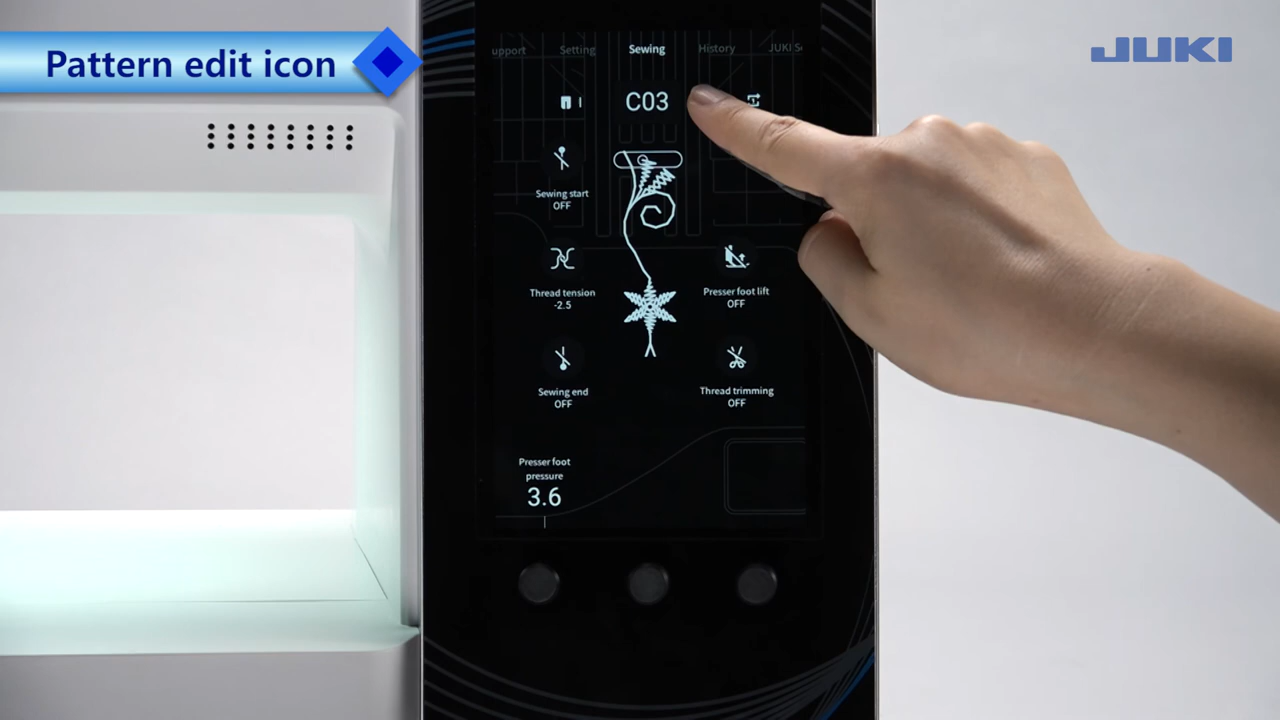 Pattern edit icon
JUKI
upport Setting Sewing History JUKI
C03
Sewing start
OFF
Thread tension
-2.5
Presser foot lift
OFF
Sewing end
OFF
Thread trimming
OFF
Presser foot
pressure
3.6